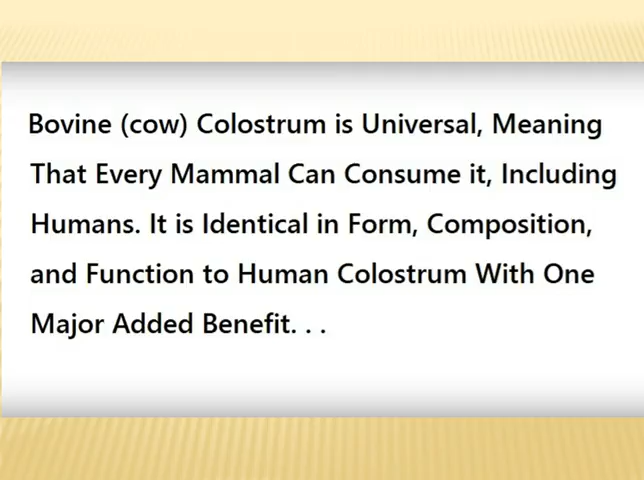 Bovine (cow) Colostrum is Universal, Meaning
That Every Mammal Can Consume it, Including
Humans. It is Identical in Form, Composition,
and Function to Human Colostrum With One
Major Added Benefit. . .